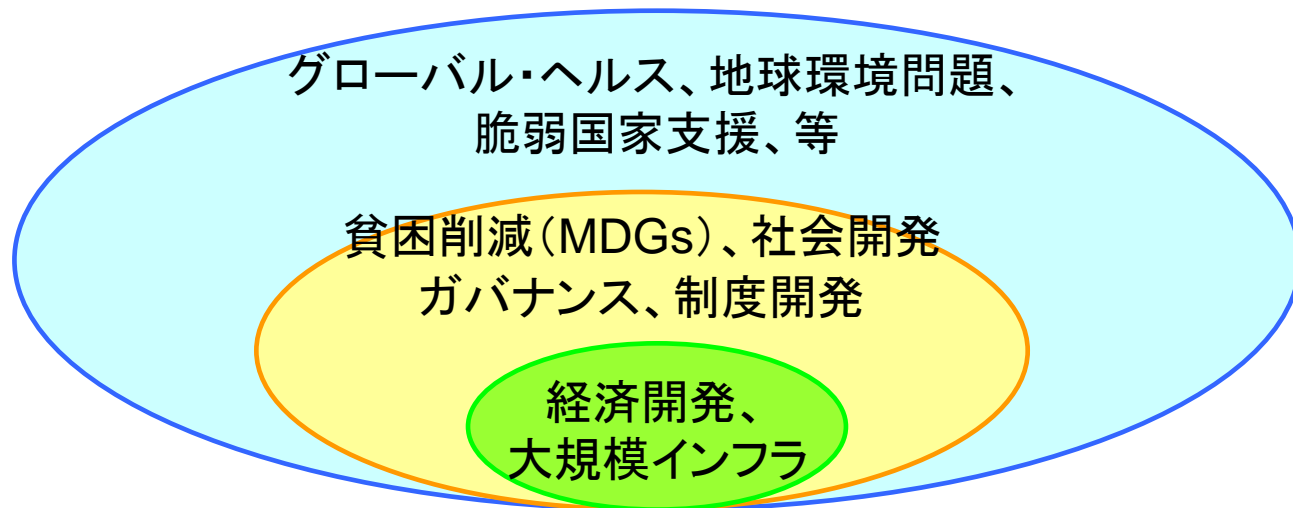 グローバル・ヘルス、地球環境問題、
脆弱国家支援、等
貧困削減（MDGs）、社会開発
ガバナンス、制度開発
経済開発、
大規模インフラ